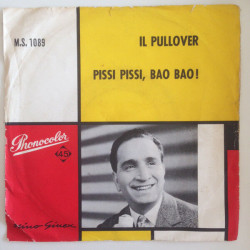 M.S. 1089
IL PULLOVER
PISSI PISSI, BAO BAO!
Phonocolor
45